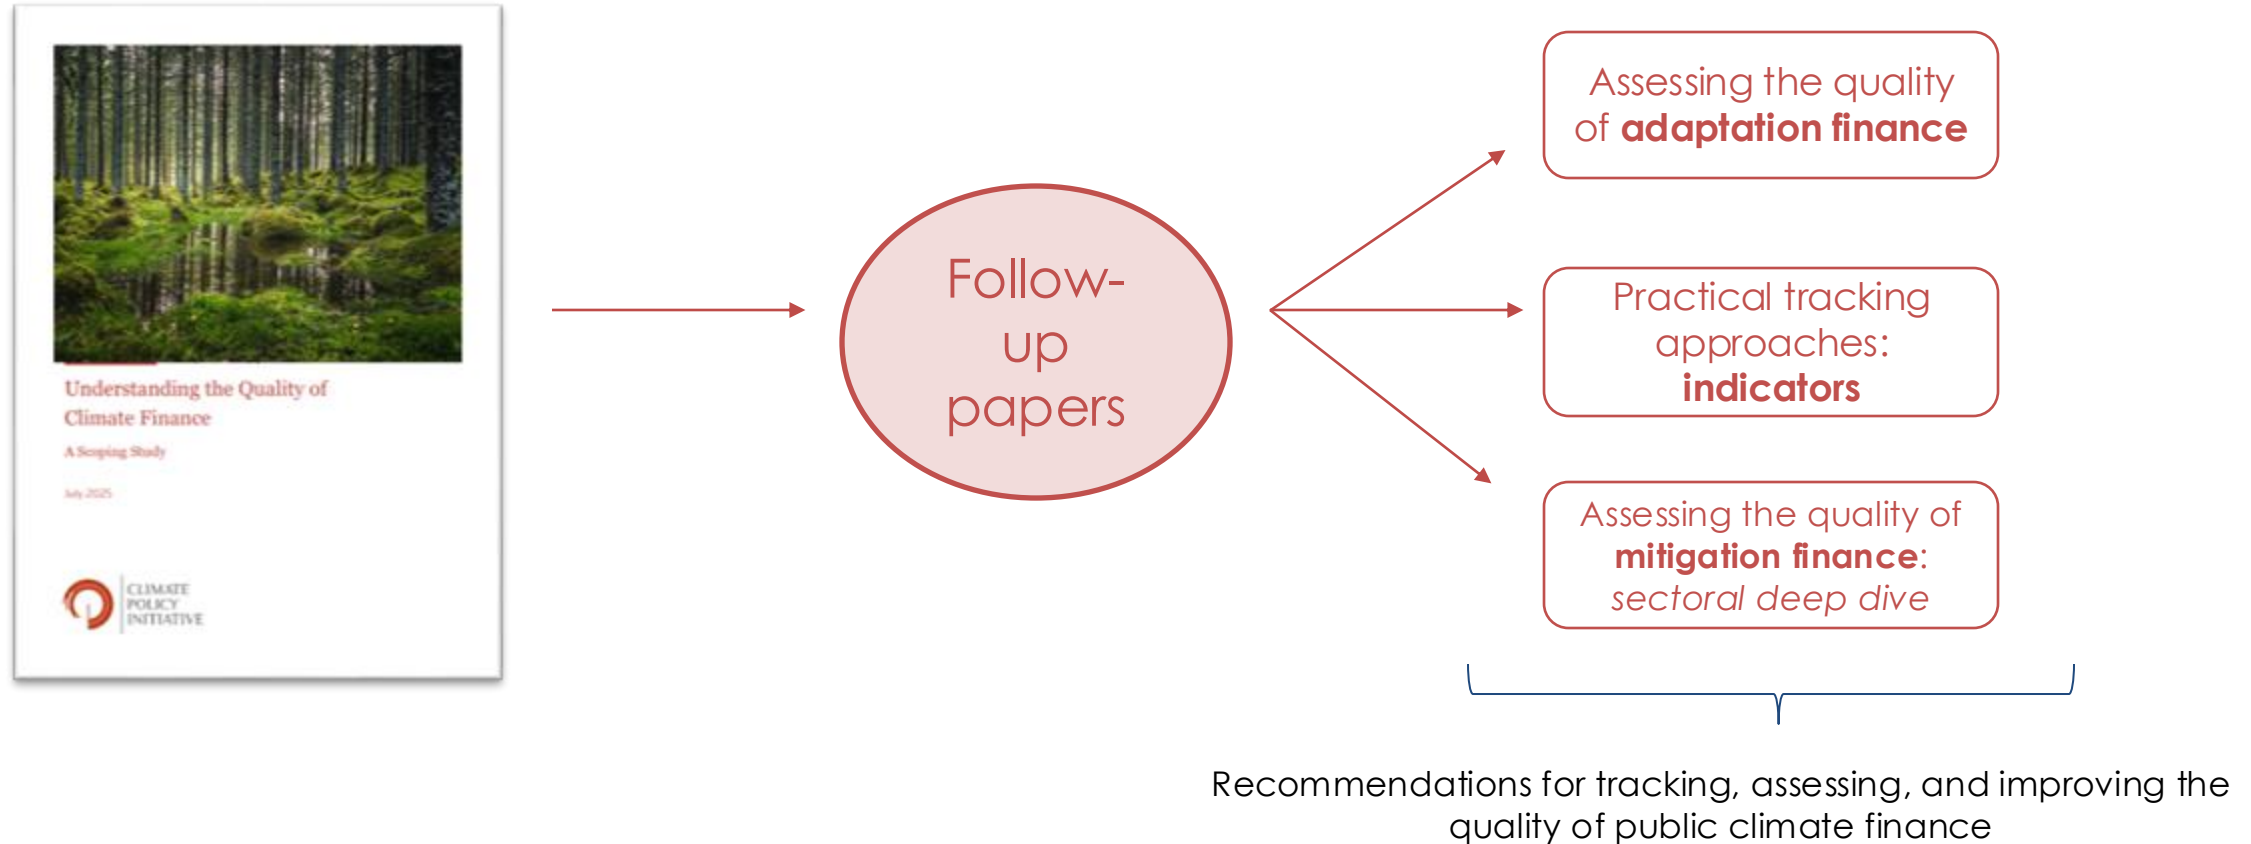 Understanding the Quality of
Climate Finance
A Scoping Study
July 2025
CLIMATE
POLICY
INITIATIVE
Follow-
up
papers
Assessing the quality
of adaptation finance
Practical tracking
approaches:
indicators
Assessing the quality of
mitigation finance:
sectoral deep dive
Recommendations for tracking, assessing, and improving the
quality of public climate finance